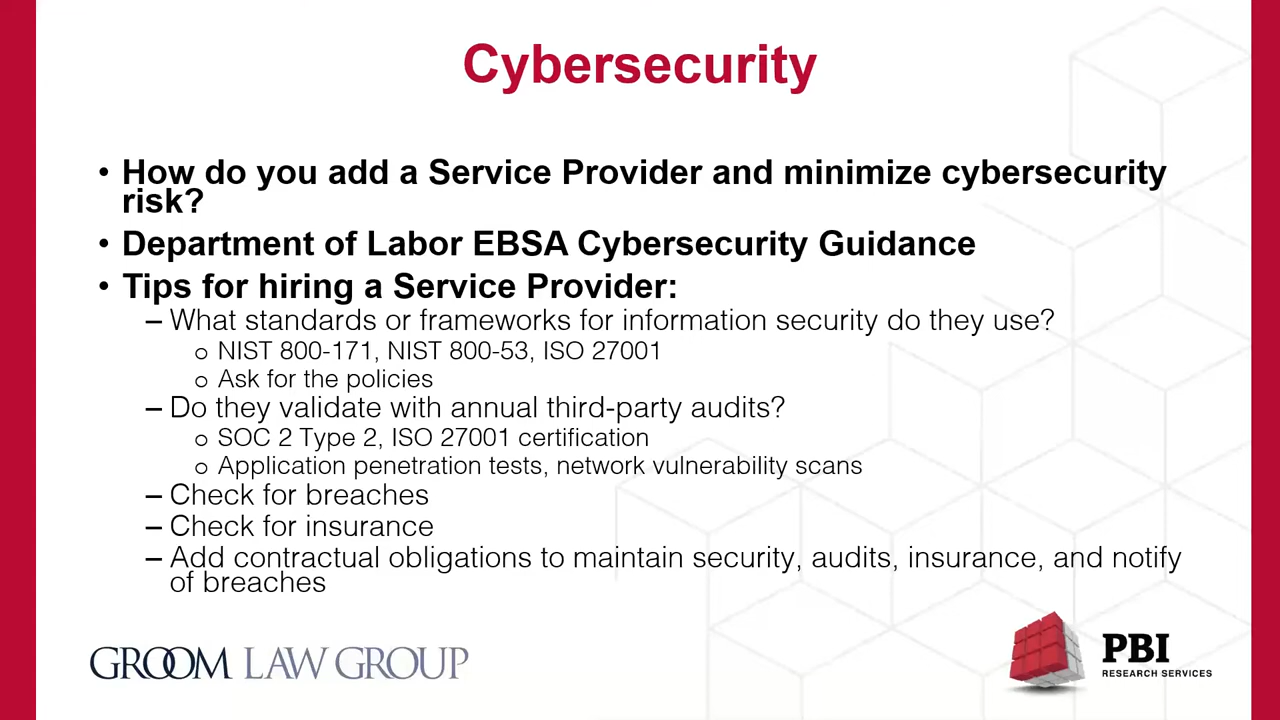 Cybersecurity
• How do you add a Service Provider and minimize cybersecurity
risk?
• Department of Labor EBSA Cybersecurity Guidance
• Tips for hiring a Service Provider:
– What standards or frameworks for information security do they use?
o NIST 800-171, NIST 800-53, ISO 27001
o Ask for the policies
– Do they validate with annual third-party audits?
o SOC 2 Type 2, ISO 27001 certification
o Application penetration tests, network vulnerability scans
– Check for breaches
– Check for insurance
– Add contractual obligations to maintain security, audits, insurance, and notify
of breaches
GROOM LAW GROUP
PBI
RESEARCH SERVICES